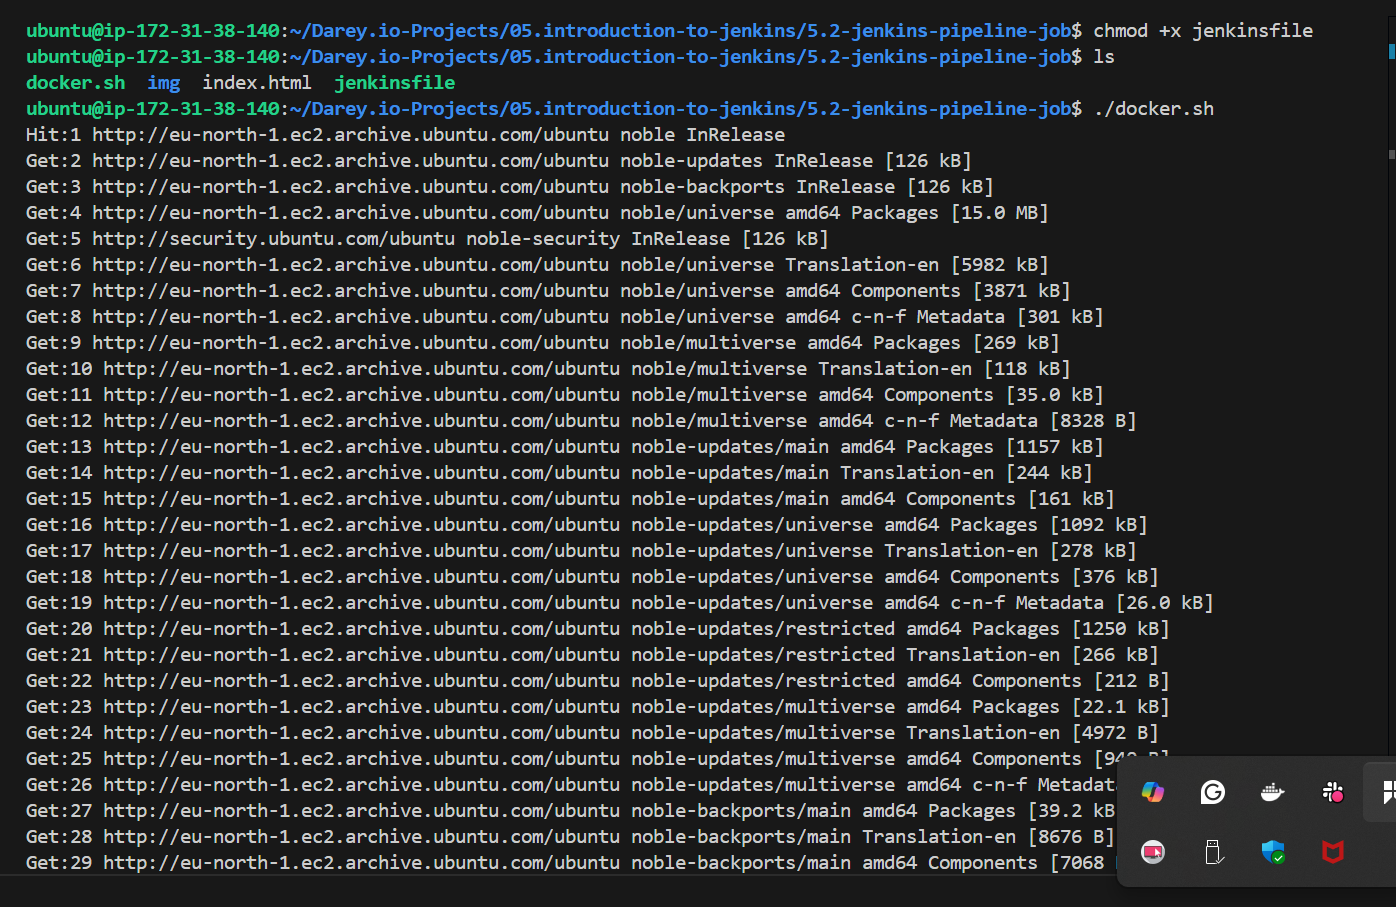 ubuntu@ip-172-31-38-140:~/Darey.io-Projects/05.introduction-to-jenkins/5.2-jenkins-pipeline-job$ chmod +x jenkinsfile
ubuntu@ip-172-31-38-140:~/Darey.io-Projects/05.introduction-to-jenkins/5.2-jenkins-pipeline-job$ ls
docker.sh  img  index.html  jenkinsfile
ubuntu@ip-172-31-38-140:~/Darey.io-Projects/05.introduction-to-jenkins/5.2-jenkins-pipeline-job$ ./docker.sh
Hit:1 http://eu-north-1.ec2.archive.ubuntu.com/ubuntu noble InRelease
Get:2 http://eu-north-1.ec2.archive.ubuntu.com/ubuntu noble-updates InRelease [126 kB]
Get:3 http://eu-north-1.ec2.archive.ubuntu.com/ubuntu noble-backports InRelease [126 kB]
Get:4 http://eu-north-1.ec2.archive.ubuntu.com/ubuntu noble/universe amd64 Packages [15.0 MB]
Get:5 http://security.ubuntu.com/ubuntu noble-security InRelease [126 kB]
Get:6 http://eu-north-1.ec2.archive.ubuntu.com/ubuntu noble/universe Translation-en [5982 kB]
Get:7 http://eu-north-1.ec2.archive.ubuntu.com/ubuntu noble/universe amd64 Components [3871 kB]
Get:8 http://eu-north-1.ec2.archive.ubuntu.com/ubuntu noble/universe amd64 c-n-f Metadata [301 kB]
Get:9 http://eu-north-1.ec2.archive.ubuntu.com/ubuntu noble/multiverse amd64 Packages [269 kB]
Get:10 http://eu-north-1.ec2.archive.ubuntu.com/ubuntu noble/multiverse Translation-en [118 kB]
Get:11 http://eu-north-1.ec2.archive.ubuntu.com/ubuntu noble/multiverse amd64 Components [35.0 kB]
Get:12 http://eu-north-1.ec2.archive.ubuntu.com/ubuntu noble/multiverse amd64 c-n-f Metadata [8328 B]
Get:13 http://eu-north-1.ec2.archive.ubuntu.com/ubuntu noble-updates/main amd64 Packages [1157 kB]
Get:14 http://eu-north-1.ec2.archive.ubuntu.com/ubuntu noble-updates/main Translation-en [244 kB]
Get:15 http://eu-north-1.ec2.archive.ubuntu.com/ubuntu noble-updates/main amd64 Components [161 kB]
Get:16 http://eu-north-1.ec2.archive.ubuntu.com/ubuntu noble-updates/universe amd64 Packages [1092 kB]
Get:17 http://eu-north-1.ec2.archive.ubuntu.com/ubuntu noble-updates/universe Translation-en [278 kB]
Get:18 http://eu-north-1.ec2.archive.ubuntu.com/ubuntu noble-updates/universe amd64 Components [376 kB]
Get:19 http://eu-north-1.ec2.archive.ubuntu.com/ubuntu noble-updates/universe amd64 c-n-f Metadata [26.0 kB]
Get:20 http://eu-north-1.ec2.archive.ubuntu.com/ubuntu noble-updates/restricted amd64 Packages [1250 kB]
Get:21 http://eu-north-1.ec2.archive.ubuntu.com/ubuntu noble-updates/restricted Translation-en [266 kB]
Get:22 http://eu-north-1.ec2.archive.ubuntu.com/ubuntu noble-updates/restricted amd64 Components [212 B]
Get:23 http://eu-north-1.ec2.archive.ubuntu.com/ubuntu noble-updates/multiverse amd64 Packages [22.1 kB]
Get:24 http://eu-north-1.ec2.archive.ubuntu.com/ubuntu noble-updates/multiverse Translation-en [4972 B]
Get:25 http://eu-north-1.ec2.archive.ubuntu.com/ubuntu noble-updates/multiverse amd64 Components
Get:26 http://eu-north-1.ec2.archive.ubuntu.com/ubuntu noble-updates/multiverse amd64 c-n-f
Get:27 http://eu-north-1.ec2.archive.ubuntu.com/ubuntu noble-backports/main amd64 Packages [39.2 kB
Get:28 http://eu-north-1.ec2.archive.ubuntu.com/ubuntu noble-backports/main Translation-en [8676 B]
Get:29 http://eu-north-1.ec2.archive.ubuntu.com/ubuntu noble-backports/main amd64 Components [7068